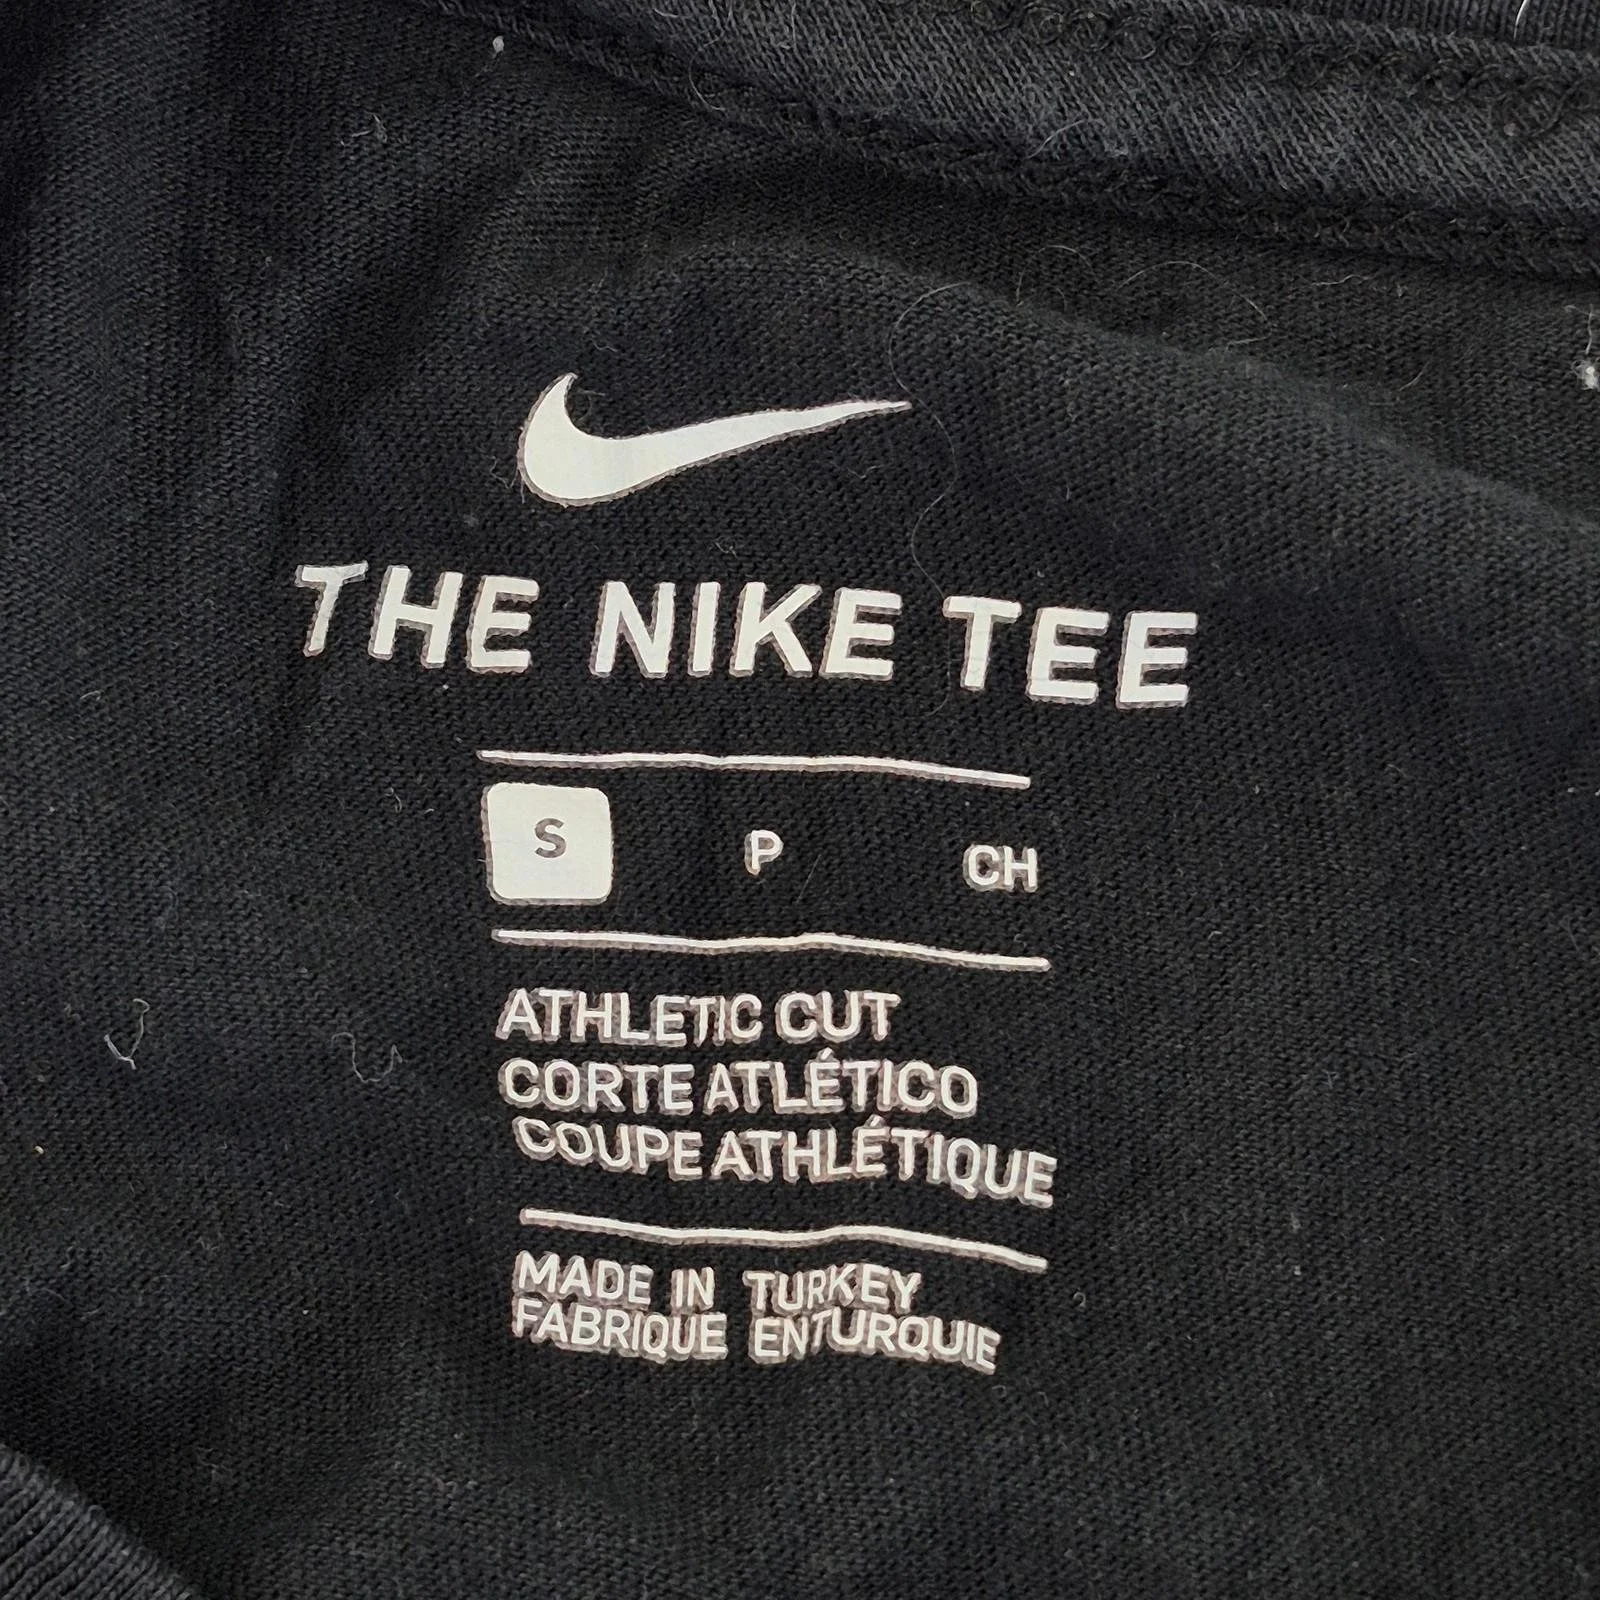 THE NIKE TEE
S P CH
ATHLETIC CUT
CORTE ATLÉTICO
COUPE ATHLÉTIQUE
MADE IN TURKEY
FABRIQUE EN TURQUIE